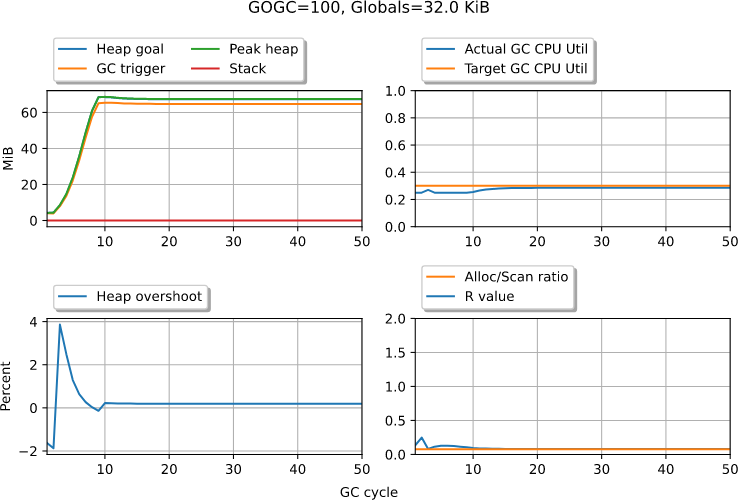 GOGC=100, Globals=32.0 KiB
Heap goal Peak heap
GC trigger Stack
60
40
20
0
MiB
10 20 30 40 50
Actual GC CPU Util
Target GC CPU Util
1.0
0.8
0.6
0.4
0.2
0.0
10 20 30 40 50
Heap overshoot
4
2
0
−2
Percent
10 20 30 40 50
Alloc/Scan ratio
R value
2.0
1.5
1.0
0.5
0.0
10 20 30 40 50
GC cycle